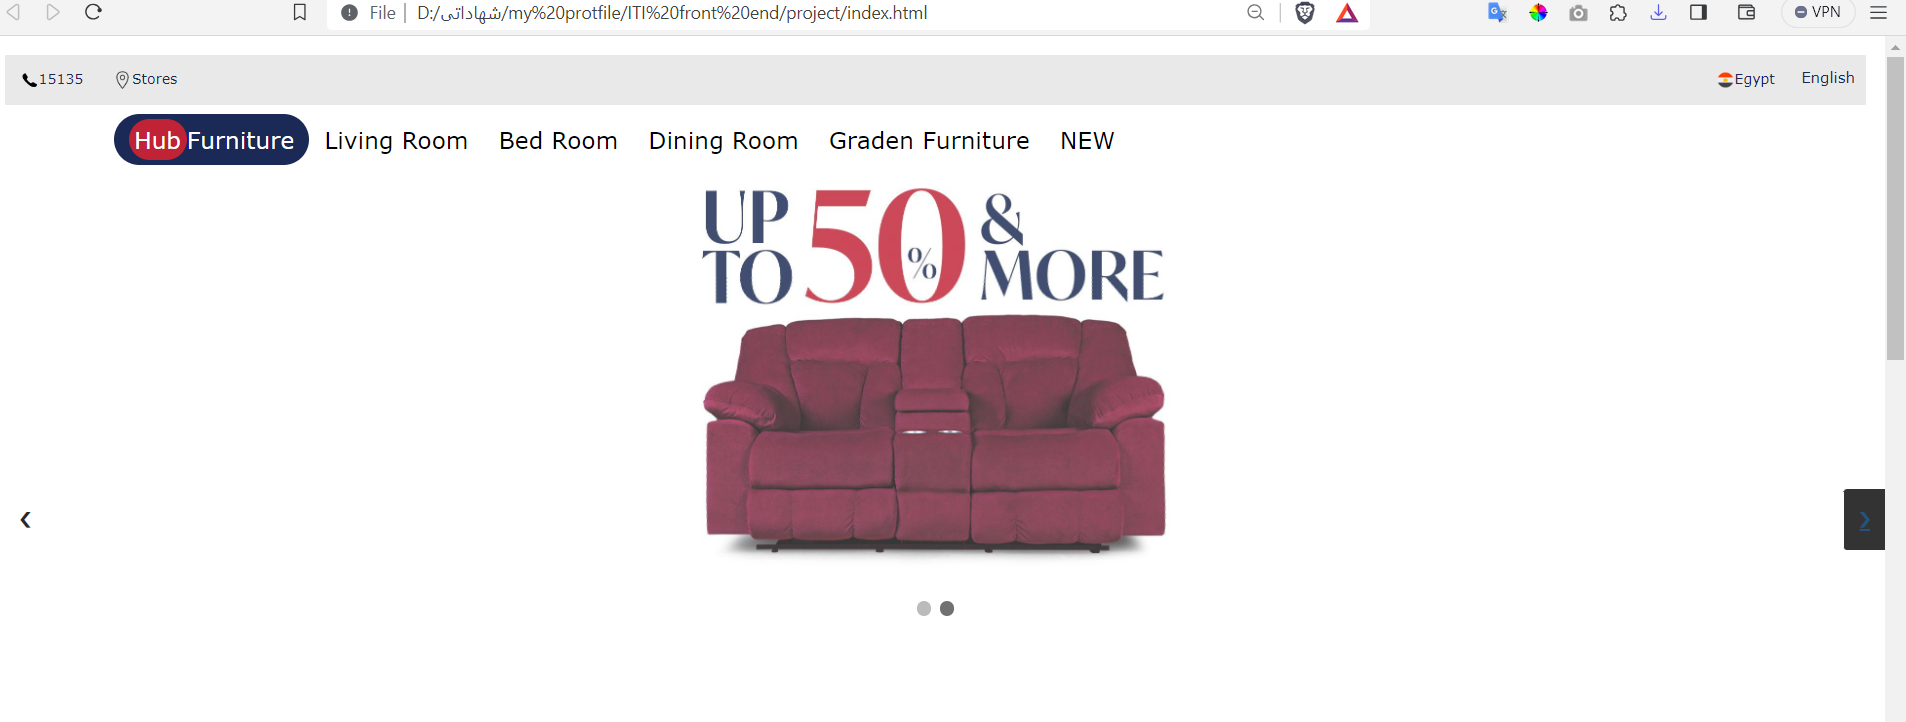 File | D:/شهاداتى/my%20protfile/ITI%20front%20end/project/index.html
VPN
15135 Stores Egypt English
Hub Furniture Living Room Bed Room Dining Room Graden Furniture NEW
UP TO 50% & MORE